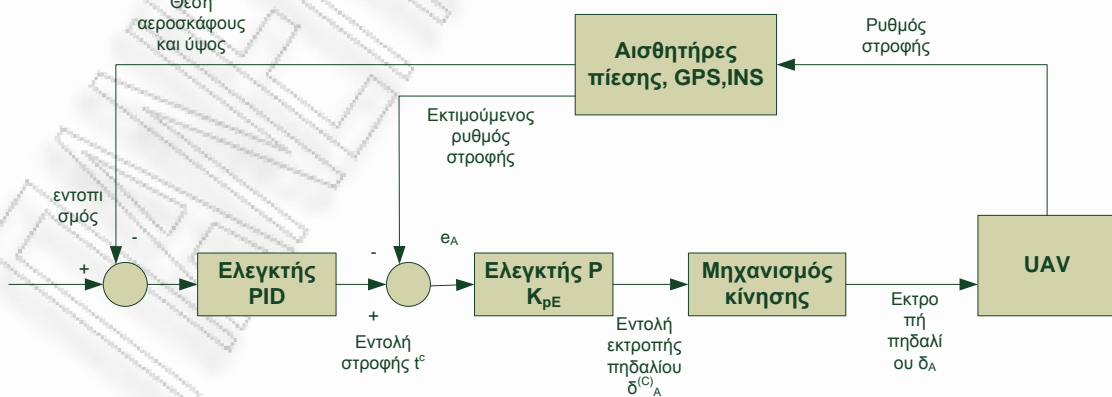 Θέση
αεροσκάφους
και ύψος
Αισθητήρες
πίεσης, GPS,INS
Ρυθμός
στροφής
Εκτιμούμενος
ρυθμός
στροφής
εντοπι
σμός
-
+
Ελεγκτής
PID
-
+
Εντολή
στροφής t^c
e_A
Ελεγκτής P
K_pE
Εντολή
εκτροπής
πηδαλίου
δ^(C)_A
Μηχανισμός
κίνησης
Εκτρο
πή
πηδαλί
ου δ_A
UAV